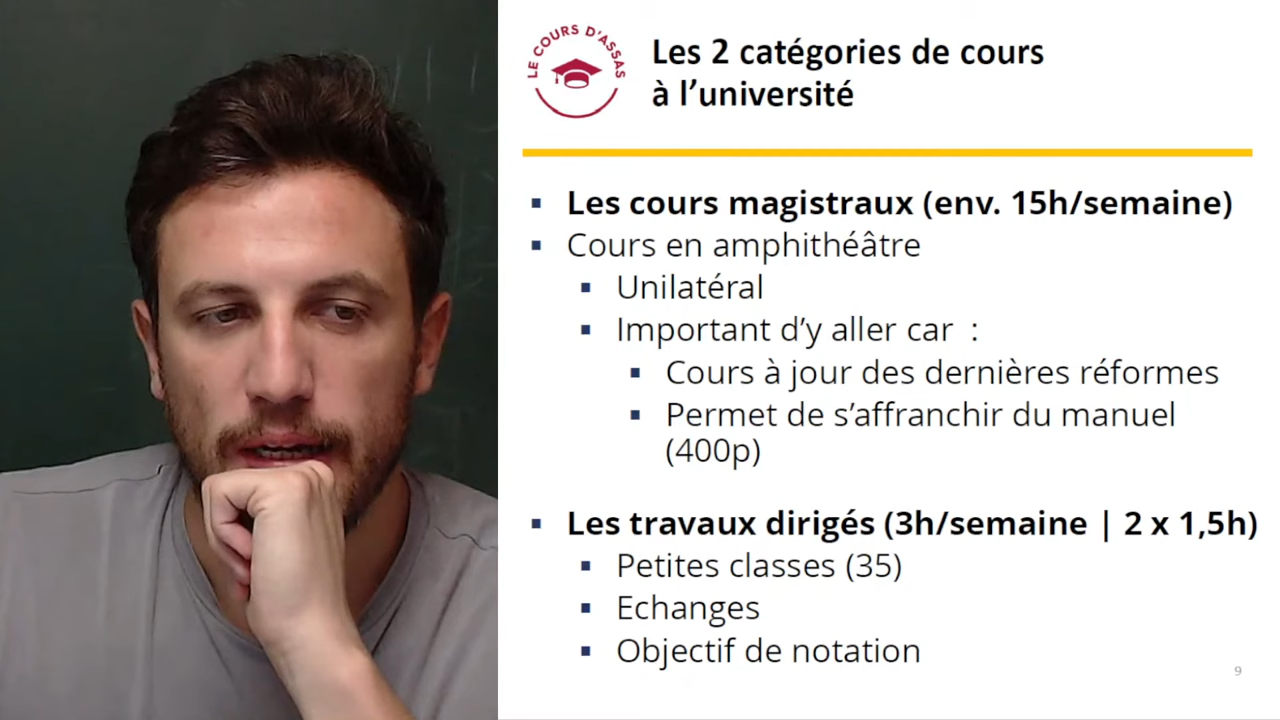 LE COURS D'ASSAS
Les 2 catégories de cours
à l'université
▪ Les cours magistraux (env. 15h/semaine)
▪ Cours en amphithéâtre
▪ Unilatéral
▪ Important d'y aller car  :
▪ Cours à jour des dernières réformes
▪ Permet de s'affranchir du manuel
(400p)
▪ Les travaux dirigés (3h/semaine | 2 x 1,5h)
▪ Petites classes (35)
▪ Echanges
▪ Objectif de notation
9